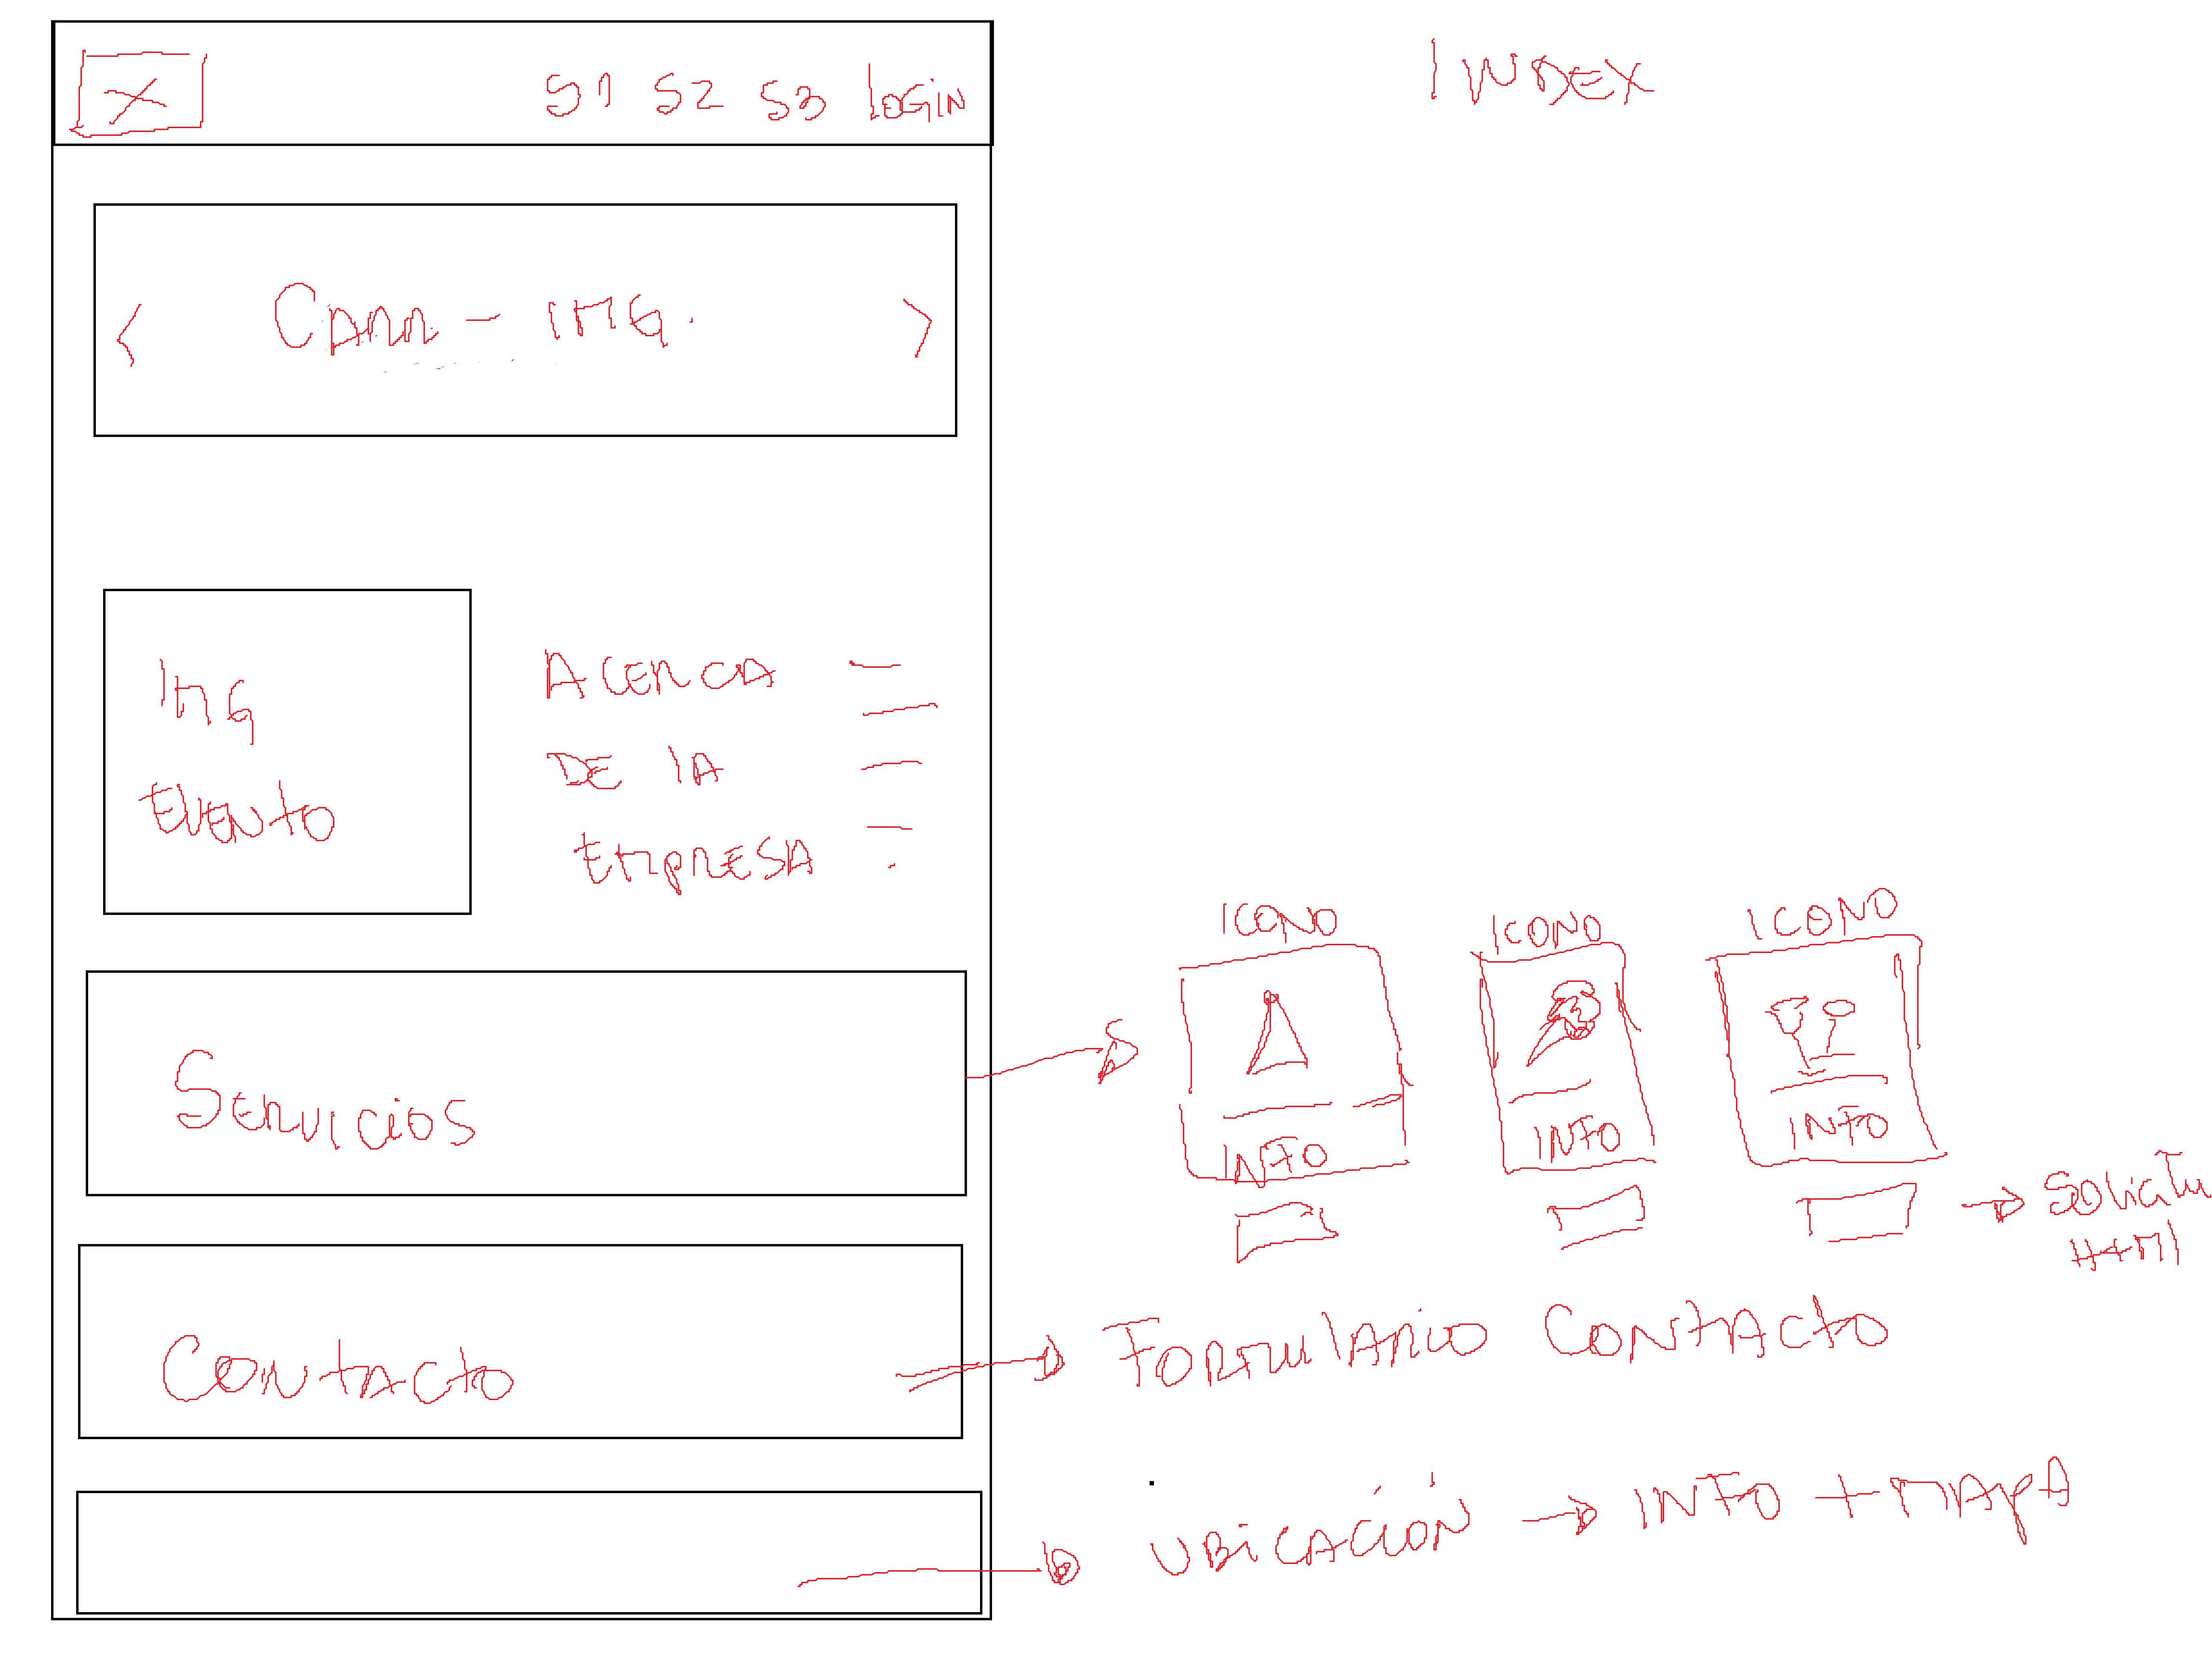 S1 S2 S3 Login
INDEX
CARR - IMG.
IMG
EVENTO
ACERCA
DE LA
EMPRESA
ICONO ICONO ICONO
INFO INFO INFO
SERVICIOS
HTML
CONTACTO
FORMULARIO CONTACTO
UBICACIÓN → INFO + MAPA